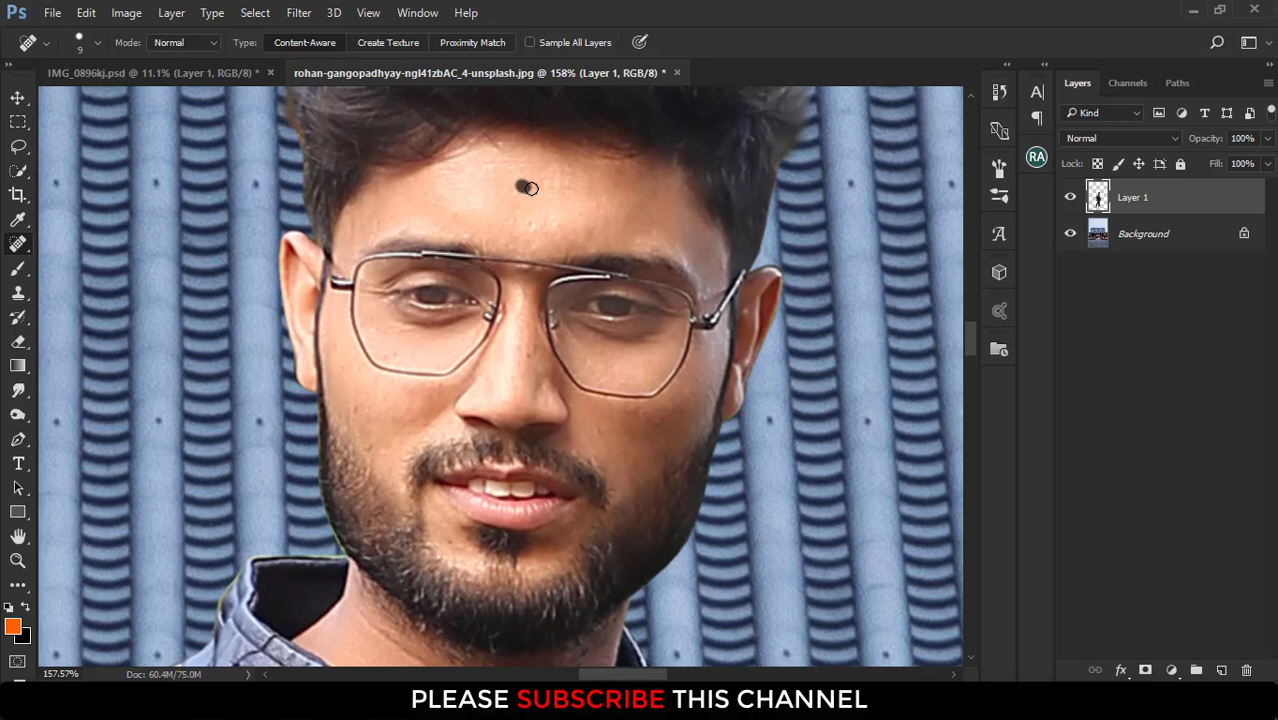 Ps File Edit Image Layer Type Select Filter 3D View Window Help
9 Mode: Normal Type: Content-Aware Create Texture Proximity Match Sample All Layers
IMG_0896kj.psd @ 11.1% (Layer 1, RGB/8) * × rohan-gangopadhyay-ngl41zbAC_4-unsplash.jpg @ 158% (Layer 1, RGB/8) * ×
Layers Channels Paths
Kind
Normal Opacity: 100%
Lock: Fill: 100%
RA
Layer 1
Background
157.57% Doc: 60.4M/75.0M
PLEASE SUBSCRIBE THIS CHANNEL